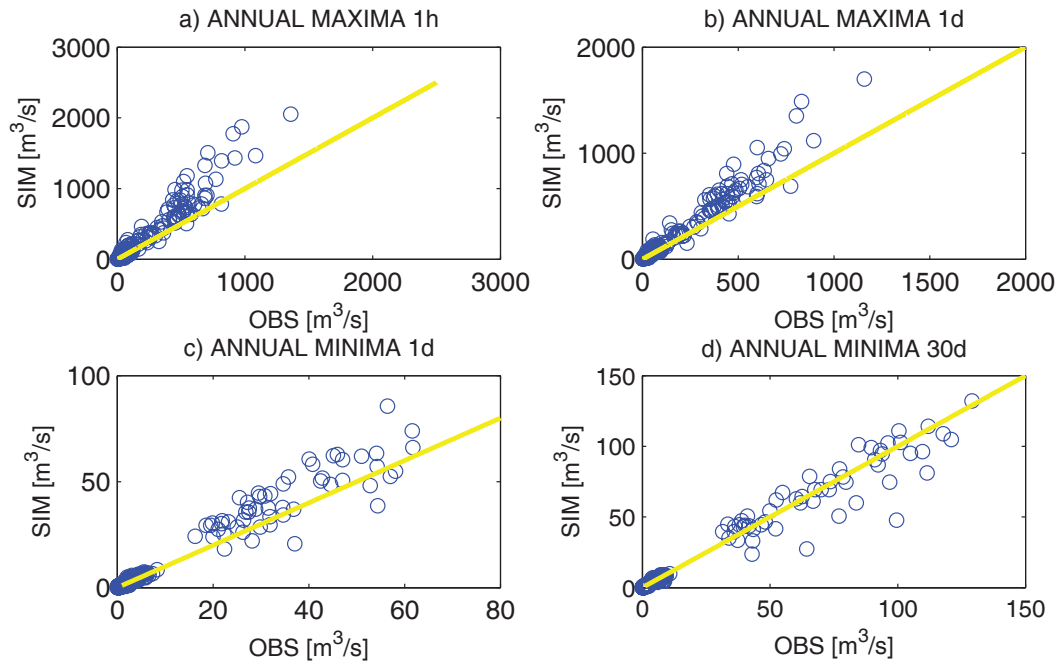 a) ANNUAL MAXIMA 1h
3000
2000
1000
0
SIM [m³/s]
0 1000 2000 3000
OBS [m³/s]
b) ANNUAL MAXIMA 1d
2000
1000
0
SIM [m³/s]
0 500 1000 1500 2000
OBS [m³/s]
c) ANNUAL MINIMA 1d
100
50
0
SIM [m³/s]
0 20 40 60 80
OBS [m³/s]
d) ANNUAL MINIMA 30d
150
100
50
0
SIM [m³/s]
0 50 100 150
OBS [m³/s]